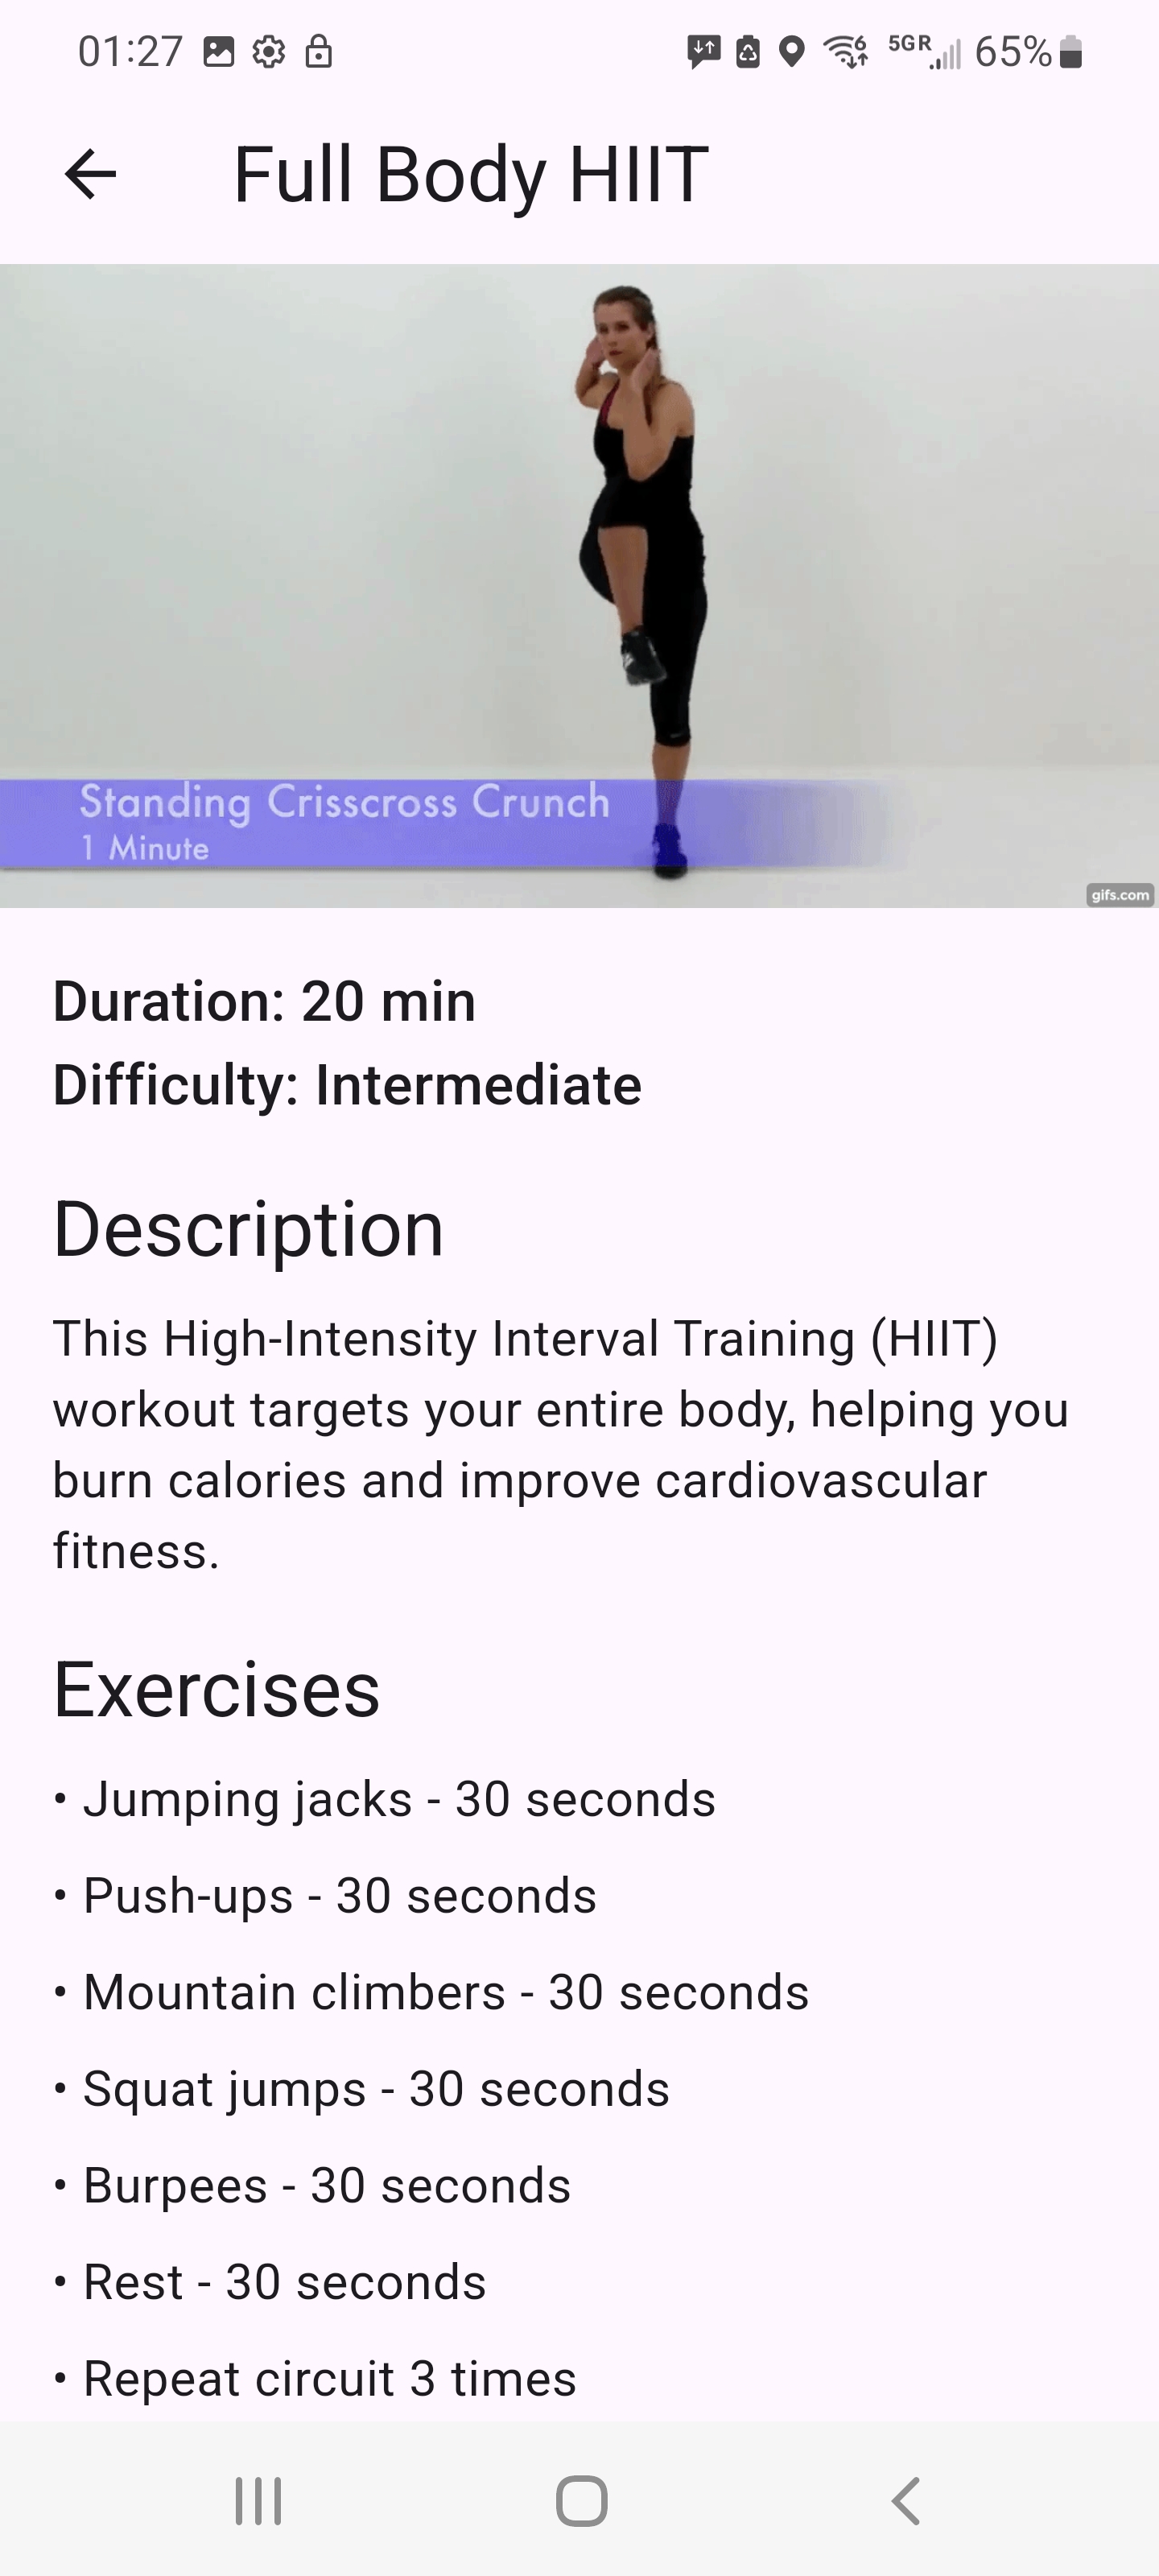 01:27
6 5GR 65%
Full Body HIIT
Standing Crisscross Crunch
1 Minute
gifs.com
Duration: 20 min
Difficulty: Intermediate
Description
This High-Intensity Interval Training (HIIT)
workout targets your entire body, helping you
burn calories and improve cardiovascular
fitness.
Exercises
• Jumping jacks - 30 seconds
• Push-ups - 30 seconds
• Mountain climbers - 30 seconds
• Squat jumps - 30 seconds
• Burpees - 30 seconds
• Rest - 30 seconds
• Repeat circuit 3 times